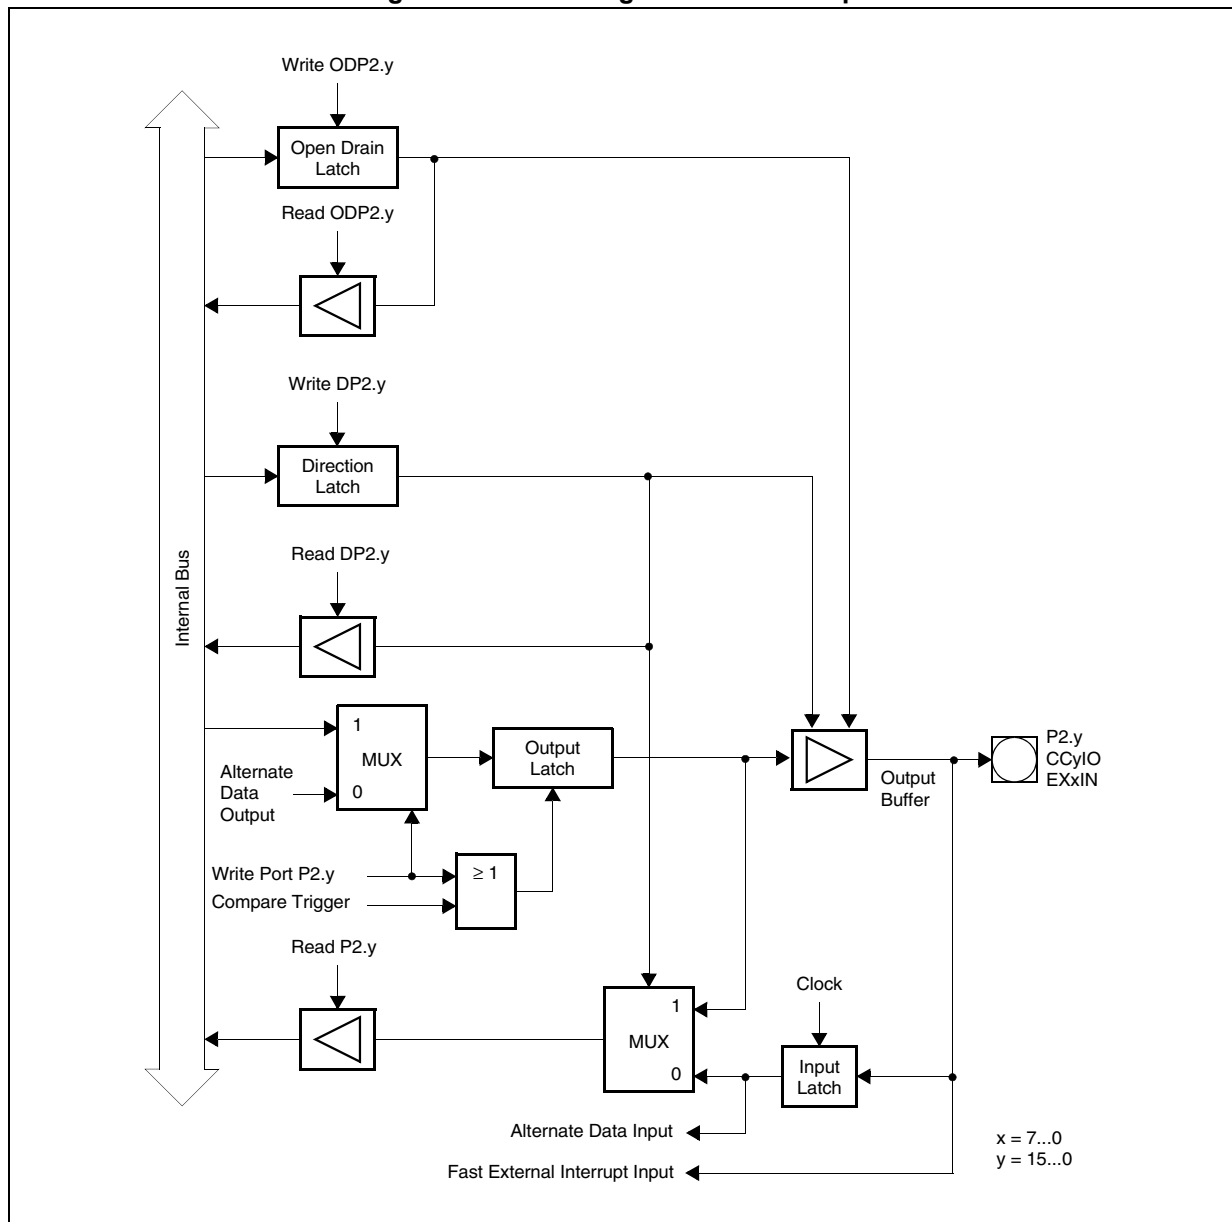 Write ODP2.y
Open Drain
Latch
Read ODP2.y
Write DP2.y
Direction
Latch
Read DP2.y
Internal Bus
1
MUX
0
Alternate
Data
Output
Output
Latch
Output
Buffer
P2.y
CCyIO
EXxIN
Write Port P2.y
≥ 1
Compare Trigger
Read P2.y
1
MUX
0
Clock
Input
Latch
Alternate Data Input
Fast External Interrupt Input
x = 7...0
y = 15...0